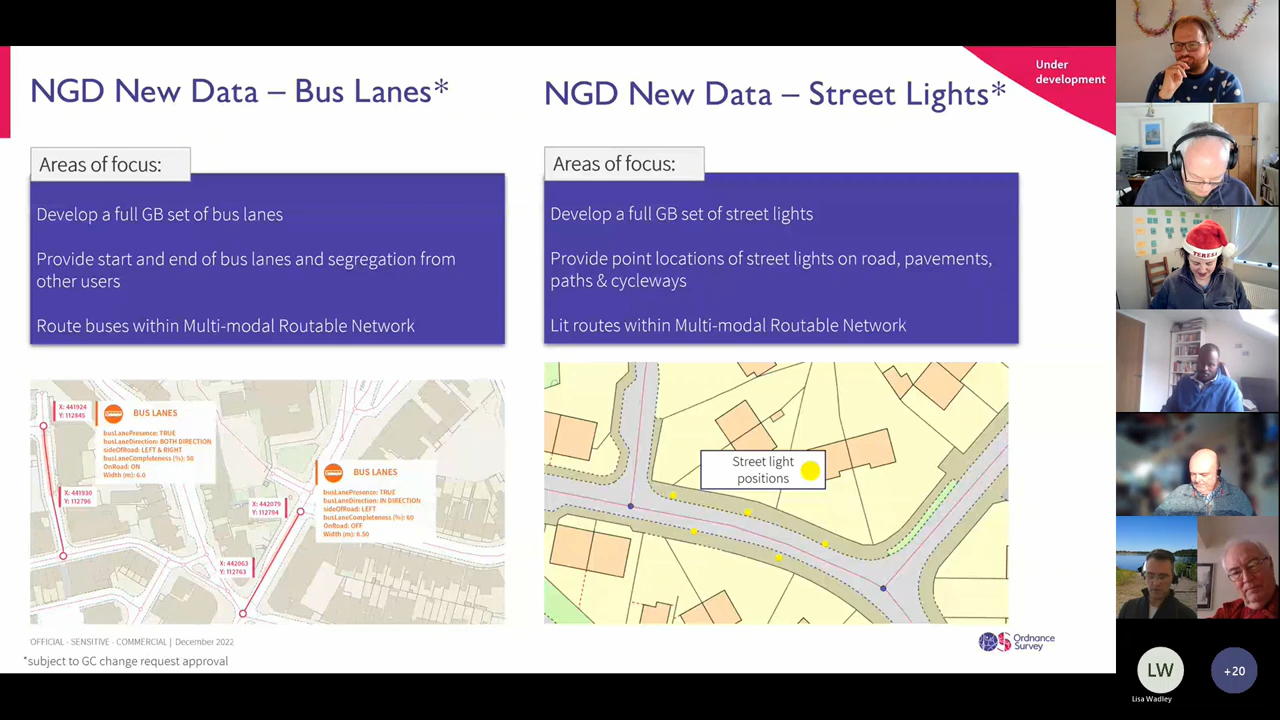 NGD New Data – Bus Lanes*
Areas of focus:
Develop a full GB set of bus lanes
Provide start and end of bus lanes and segregation from
other users
Route buses within Multi-modal Routable Network
X: 441924
Y: 112845
BUS LANES
busLanePresence: TRUE
busLaneDirection: BOTH DIRECTION
sideOfRoad: LEFT & RIGHT
busLaneCompleteness (%): 50
OnRoad: ON
Width (m): 6.0
X: 441930
Y: 112796
BUS LANES
busLanePresence: TRUE
busLaneDirection: IN DIRECTION
sideOfRoad: LEFT
busLaneCompleteness (%): 60
OnRoad: OFF
Width (m): 6.50
X: 442079
Y: 112794
X: 442063
Y: 112763
NGD New Data – Street Lights*
Under
development
Areas of focus:
Develop a full GB set of street lights
Provide point locations of street lights on road, pavements,
paths & cycleways
Lit routes within Multi-modal Routable Network
Street light
positions
OFFICIAL - SENSITIVE - COMMERCIAL | December 2022
*subject to GC change request approval
OS
Ordnance
Survey
TERESA
LW
Lisa Wadley
+20